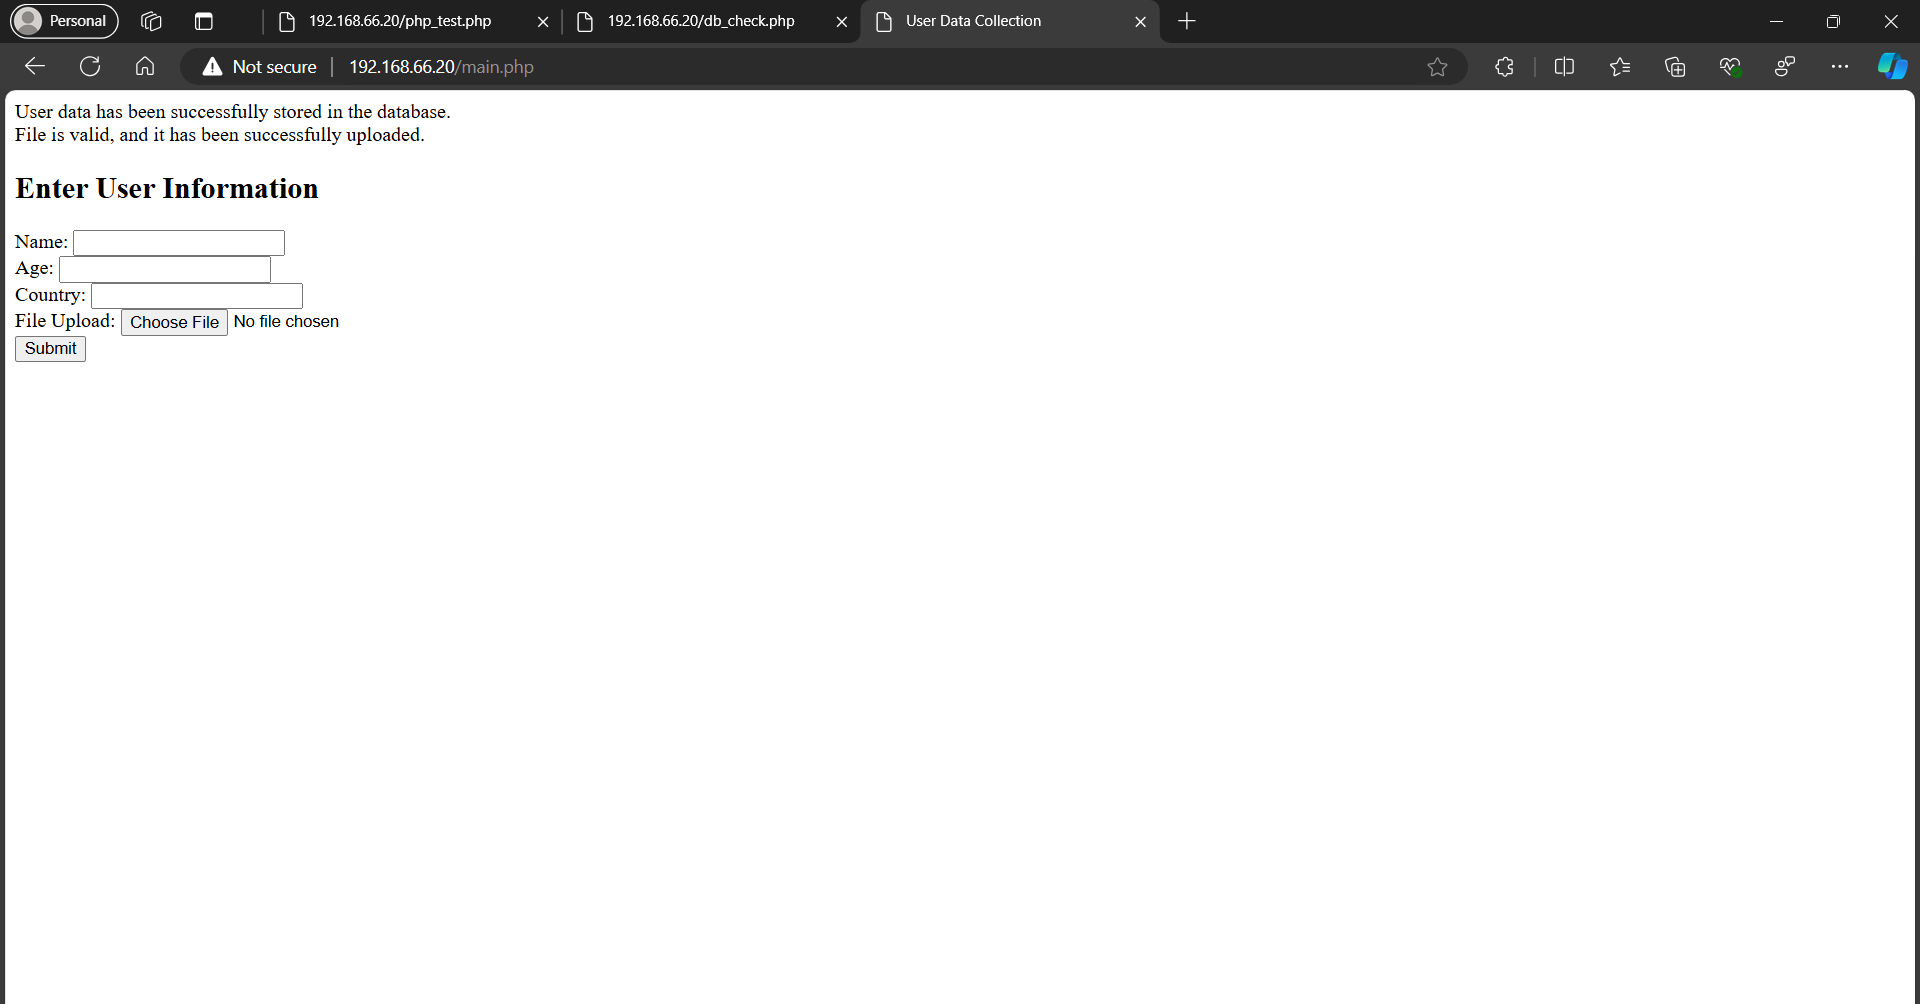 Personal
192.168.66.20/php_test.php
192.168.66.20/db_check.php
User Data Collection
Not secure
192.168.66.20/main.php
User data has been successfully stored in the database.
File is valid, and it has been successfully uploaded.
Enter User Information
Name:
Age:
Country:
File Upload: Choose File No file chosen
Submit